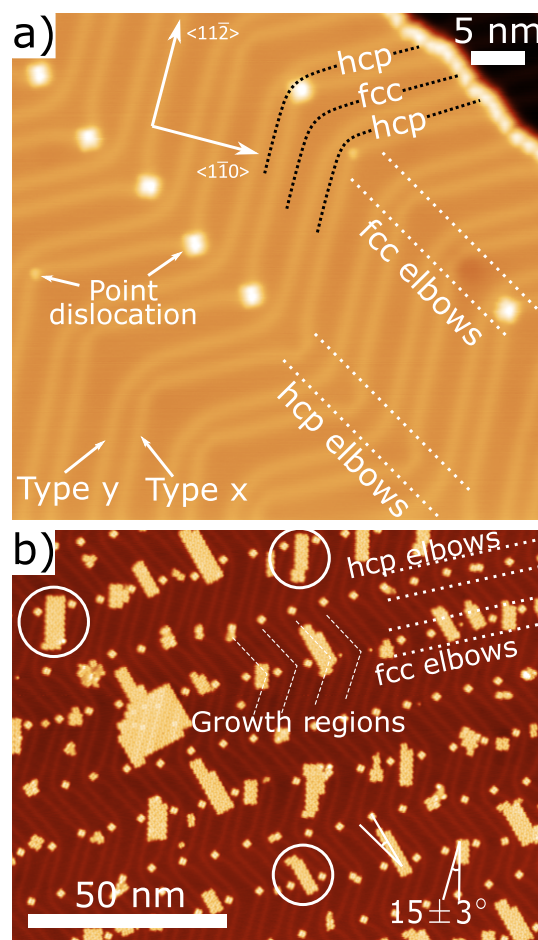 a)
5 nm
<112̅>
hcp
fcc
hcp
<11̅0>
fcc elbows
Point
dislocation
hcp elbows
Type y
Type x
b)
hcp elbows
fcc elbows
Growth regions
50 nm
15±3°